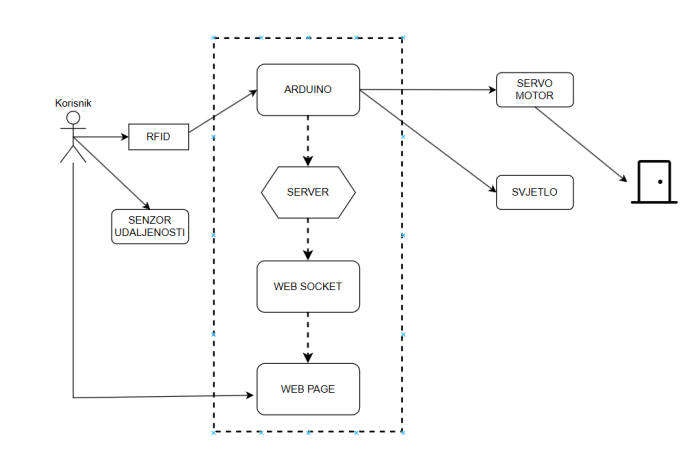 Korisnik
RFID
SENZOR
UDALJENOSTI
ARDUINO
SERVER
WEB SOCKET
WEB PAGE
SERVO
MOTOR
SVJETLO